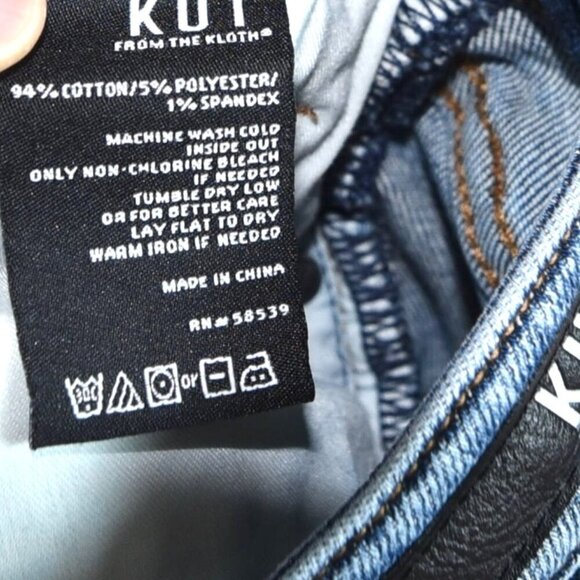 KUT
FROM THE KLOTH®
94% COTTON/5% POLYESTER/
1% SPANDEX
MACHINE WASH COLD
INSIDE OUT
ONLY NON-CHLORINE BLEACH
IF NEEDED
TUMBLE DRY LOW
OR FOR BETTER CARE
LAY FLAT TO DRY
WARM IRON IF NEEDED
MADE IN CHINA
RN# 58539
30C
or
K